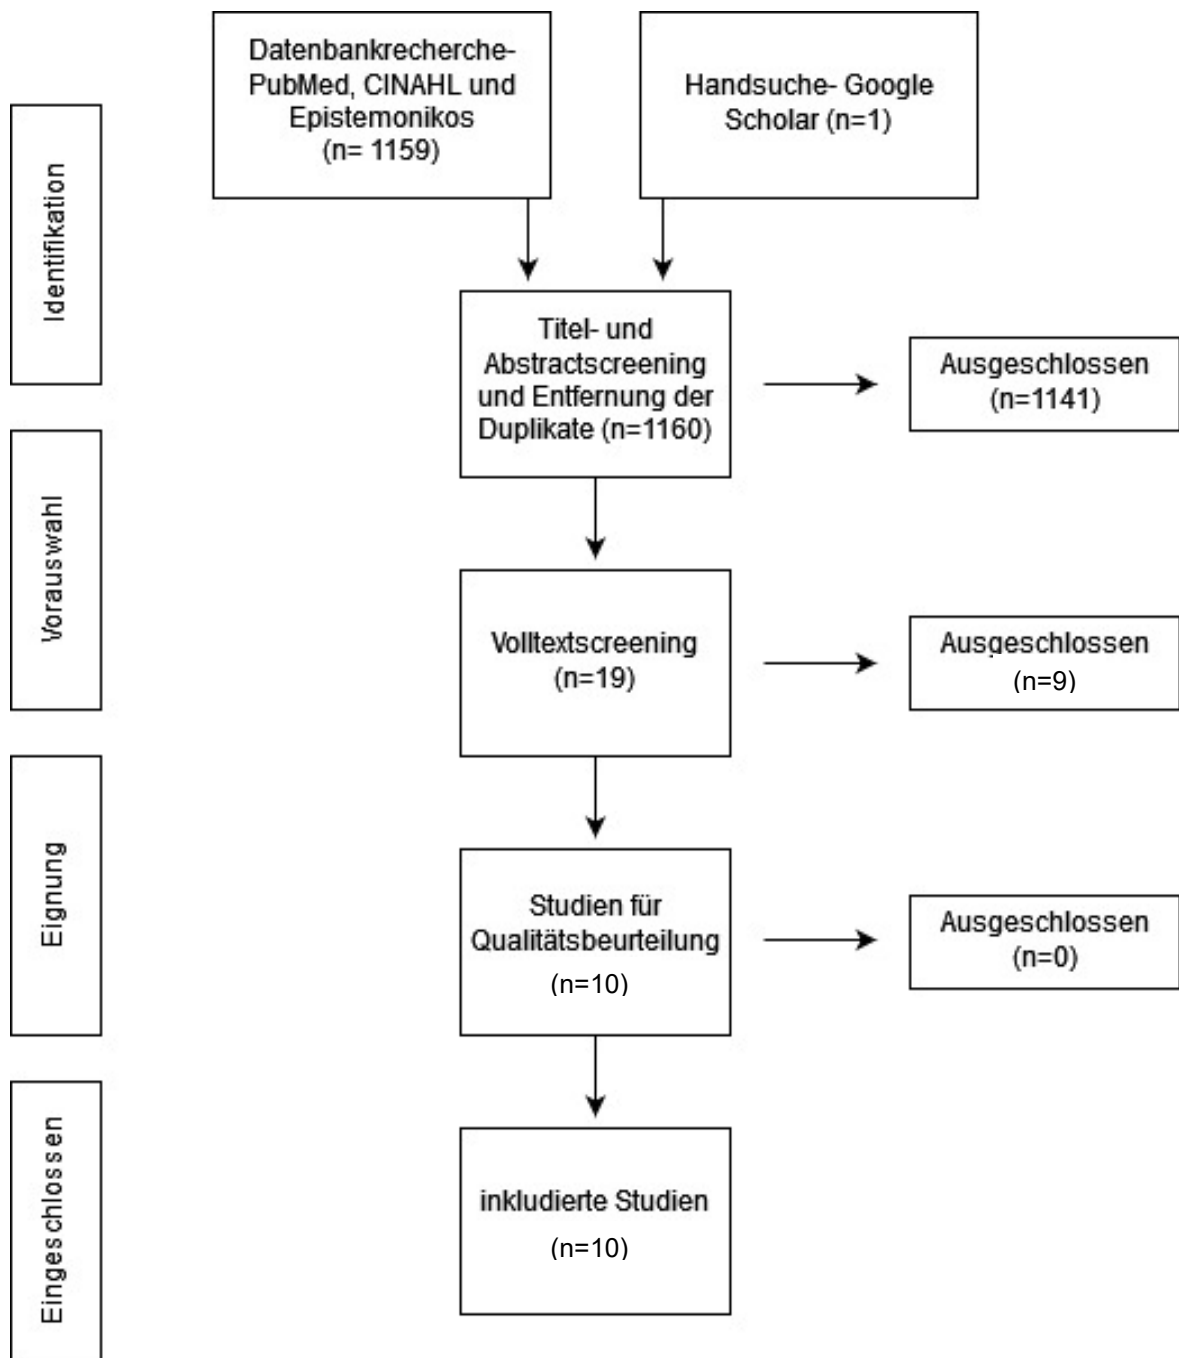 Datenbankrecherche-
PubMed, CINAHL und
Epistemonikos
(n= 1159)
Handsuche- Google
Scholar (n=1)
Identifikation
Titel- und
Abstractscreening
und Entfernung der
Duplikate (n=1160)
Ausgeschlossen
(n=1141)
Vorauswahl
Volltextscreening
(n=19)
Ausgeschlossen
(n=9)
Eignung
Studien für
Qualitätsbeurteilung
(n=10)
Ausgeschlossen
(n=0)
Eingeschlossen
inkludierte Studien
(n=10)